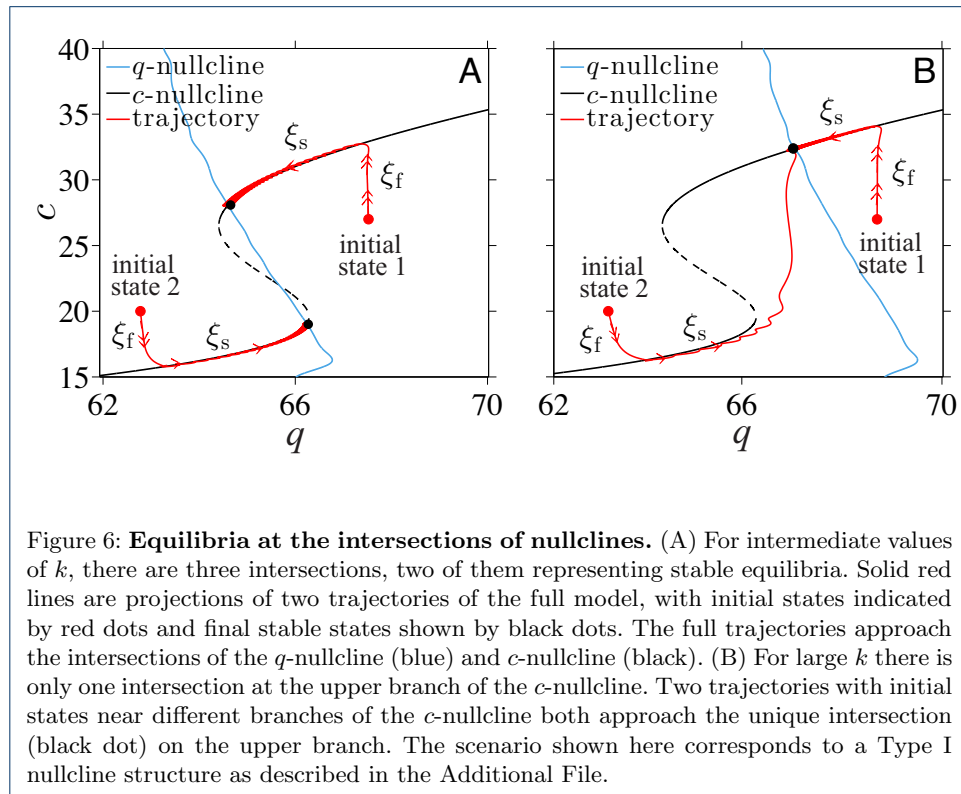 40
35
30
25
20
15
c
q-nullcline
c-nullcline
trajectory
A
ξs
ξf
initial
state 1
initial
state 2
ξf
ξs
62
66
70
q
B
q-nullcline
c-nullcline
trajectory
ξs
ξf
initial
state 1
initial
state 2
ξf
ξs
62
66
70
q
Figure 6: Equilibria at the intersections of nullclines. (A) For intermediate values
of k, there are three intersections, two of them representing stable equilibria. Solid red
lines are projections of two trajectories of the full model, with initial states indicated
by red dots and final stable states shown by black dots. The full trajectories approach
the intersections of the q-nullcline (blue) and c-nullcline (black). (B) For large k there is
only one intersection at the upper branch of the c-nullcline. Two trajectories with initial
states near different branches of the c-nullcline both approach the unique intersection
(black dot) on the upper branch. The scenario shown here corresponds to a Type I
nullcline structure as described in the Additional File.